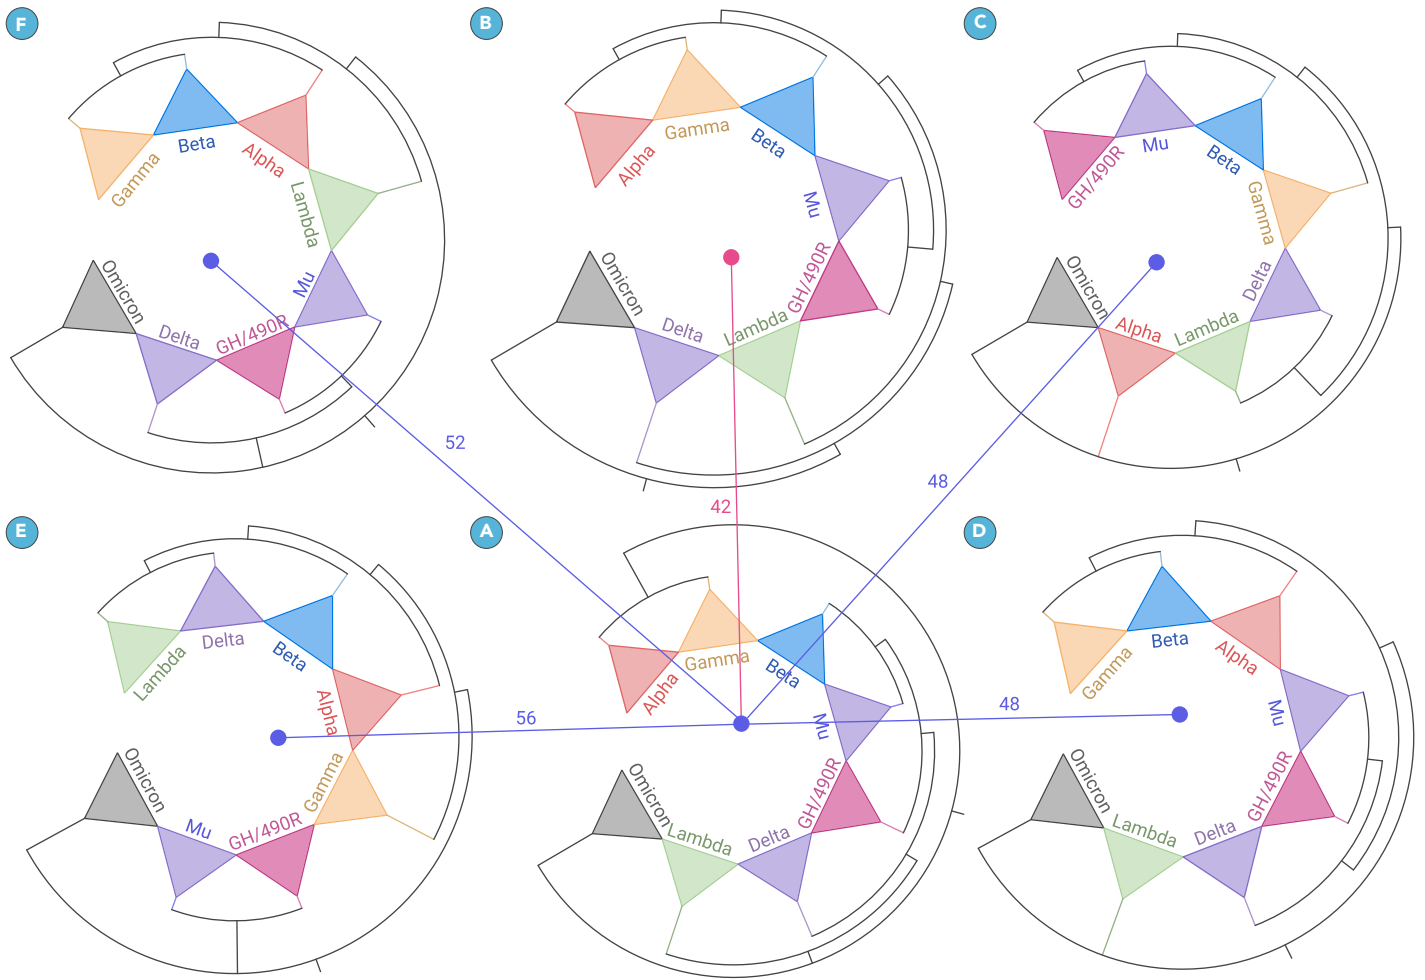 F
Gamma
Beta
Alpha
Lambda
Mu
GH/490R
Delta
Omicron
B
Alpha
Gamma
Beta
Mu
GH/490R
Lambda
Delta
Omicron
C
GH/490R
Mu
Beta
Gamma
Delta
Lambda
Alpha
Omicron
52
42
48
E
Lambda
Delta
Beta
Alpha
Gamma
GH/490R
Mu
Omicron
56
A
Alpha
Gamma
Beta
Mu
GH/490R
Delta
Lambda
Omicron
48
D
Gamma
Beta
Alpha
Mu
GH/490R
Delta
Lambda
Omicron